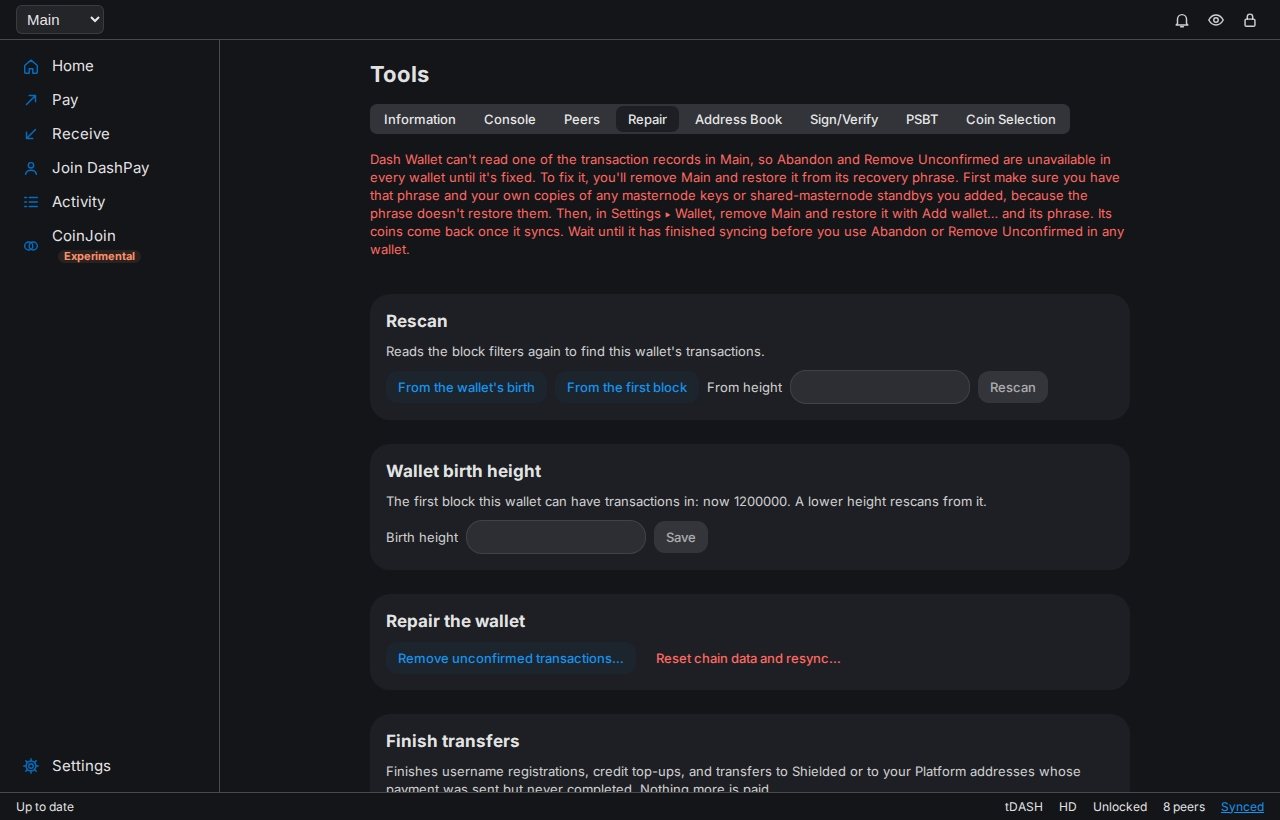 Main
Home
Pay
Receive
Join DashPay
Activity
CoinJoin
Experimental
Settings
Tools
Information Console Peers Repair Address Book Sign/Verify PSBT Coin Selection
Dash Wallet can't read one of the transaction records in Main, so Abandon and Remove Unconfirmed are unavailable in
every wallet until it's fixed. To fix it, you'll remove Main and restore it from its recovery phrase. First make sure you have
that phrase and your own copies of any masternode keys or shared-masternode standbys you added, because the
phrase doesn't restore them. Then, in Settings ▸ Wallet, remove Main and restore it with Add wallet... and its phrase. Its
coins come back once it syncs. Wait until it has finished syncing before you use Abandon or Remove Unconfirmed in any
wallet.
Rescan
Reads the block filters again to find this wallet's transactions.
From the wallet's birth From the first block From height Rescan
Wallet birth height
The first block this wallet can have transactions in: now 1200000. A lower height rescans from it.
Birth height Save
Repair the wallet
Remove unconfirmed transactions... Reset chain data and resync...
Finish transfers
Finishes username registrations, credit top-ups, and transfers to Shielded or to your Platform addresses whose
payment was sent but never completed. Nothing more is paid.
Up to date tDASH HD Unlocked 8 peers Synced